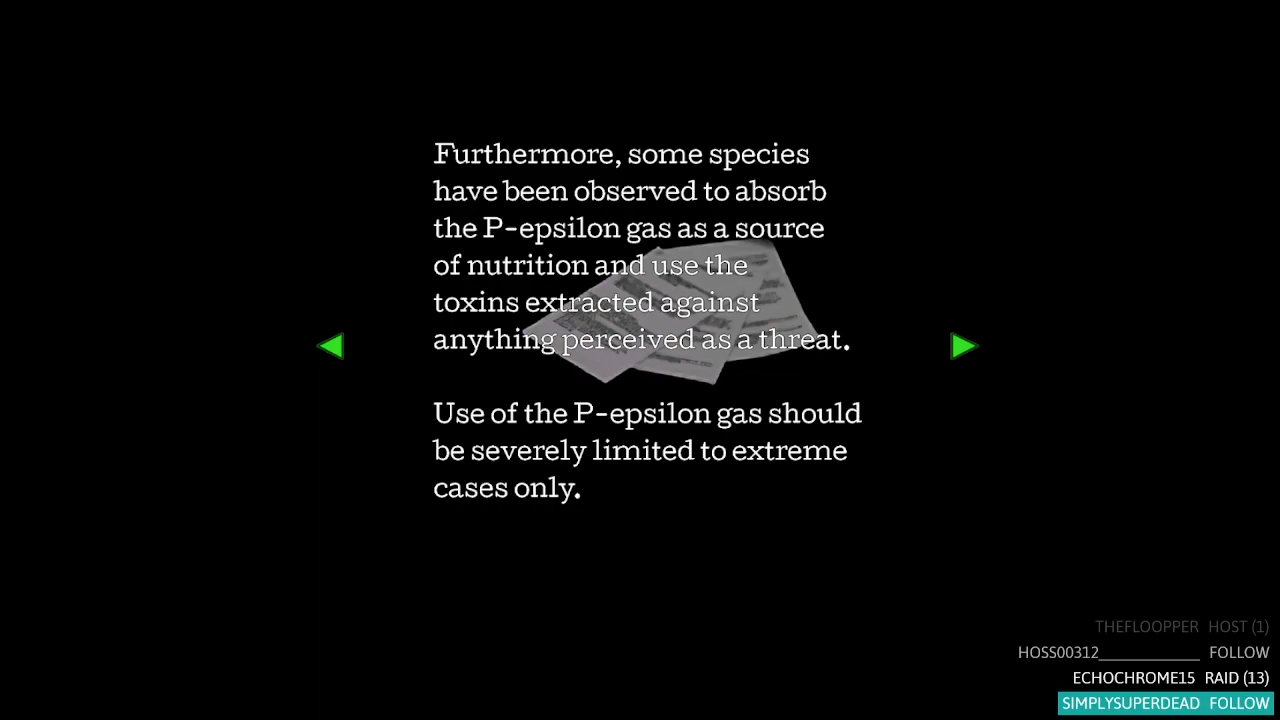 Furthermore, some species
have been observed to absorb
the P-epsilon gas as a source
of nutrition and use the
toxins extracted against
anything perceived as a threat.
Use of the P-epsilon gas should
be severely limited to extreme
cases only.
THEFLOOPPER HOST (1)
HOSS00312____________ FOLLOW
ECHOCHROME15 RAID (13)
SIMPLYSUPERDEAD FOLLOW